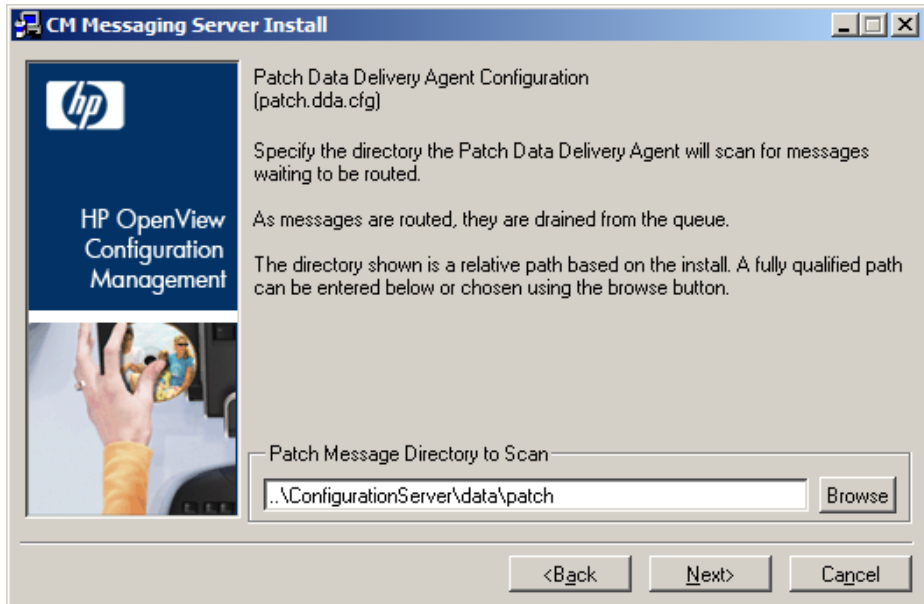 CM Messaging Server Install
hp
HP OpenView
Configuration
Management
Patch Data Delivery Agent Configuration
(patch.dda.cfg)
Specify the directory the Patch Data Delivery Agent will scan for messages
waiting to be routed.
As messages are routed, they are drained from the queue.
The directory shown is a relative path based on the install. A fully qualified path
can be entered below or chosen using the browse button.
Patch Message Directory to Scan
..\ConfigurationServer\data\patch
Browse
<Back
Next>
Cancel